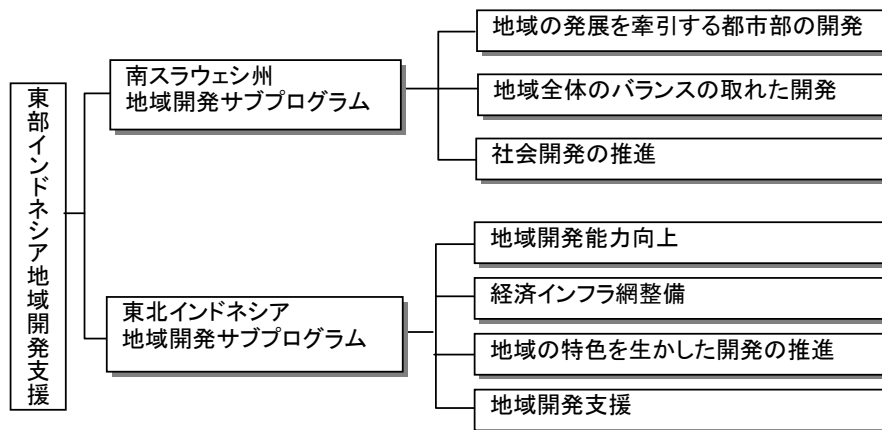 東部インドネシア地域開発支援
南スラウェシ州
地域開発サブプログラム
地域の発展を牽引する都市部の開発
地域全体のバランスの取れた開発
社会開発の推進
東北インドネシア
地域開発サブプログラム
地域開発能力向上
経済インフラ網整備
地域の特色を生かした開発の推進
地域開発支援